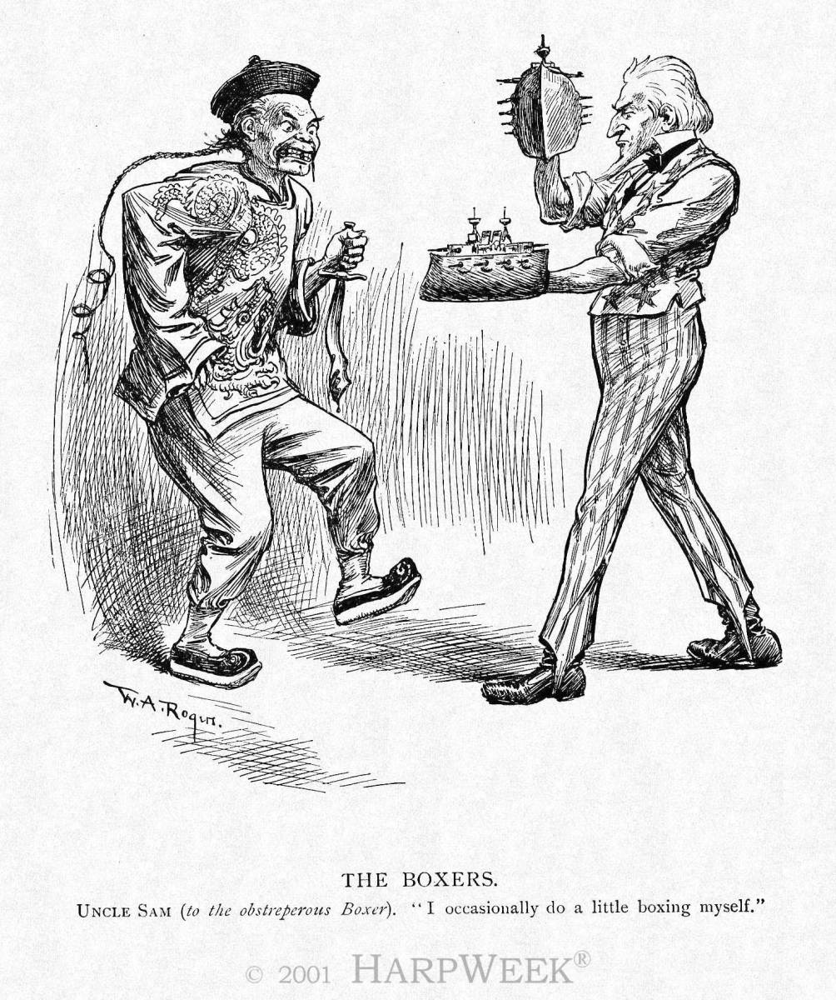 W.A. Rogers.
THE BOXERS.
UNCLE SAM (to the obstreperous Boxer). “I occasionally do a little boxing myself.”
© 2001 HARPWEEK®